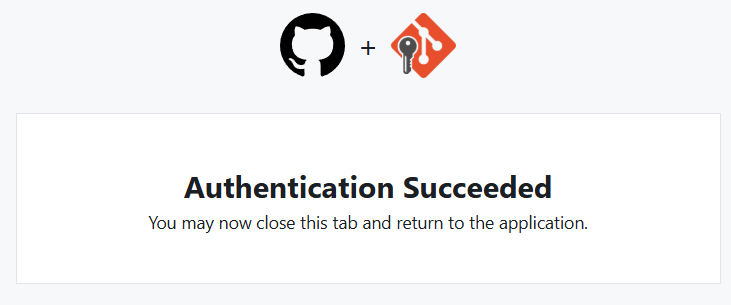 +
Authentication Succeeded
You may now close this tab and return to the application.